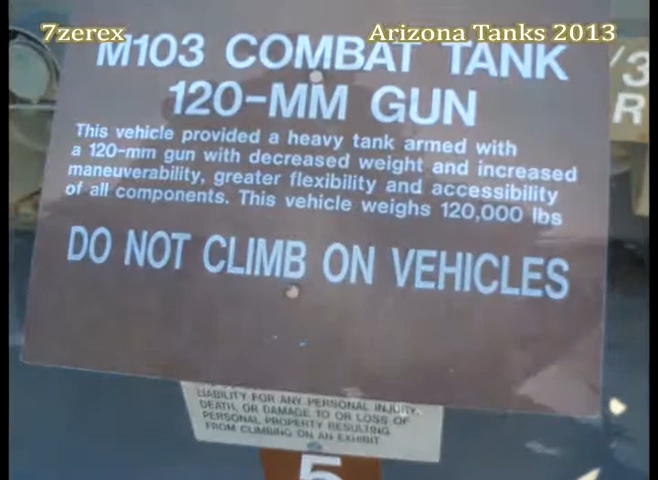 7zerex
Arizona Tanks 2013
M103 COMBAT TANK
120-MM GUN
This vehicle provided a heavy tank armed with
a 120-mm gun with decreased weight and increased
maneuverability, greater flexibility and accessibility
of all components. This vehicle weighs 120,000 lbs
DO NOT CLIMB ON VEHICLES
/3
R
LIABILITY FOR ANY PERSONAL INJURY,
DEATH, OR DAMAGE TO OR LOSS OF
PERSONAL PROPERTY RESULTING
FROM CLIMBING ON AN EXHIBIT
5